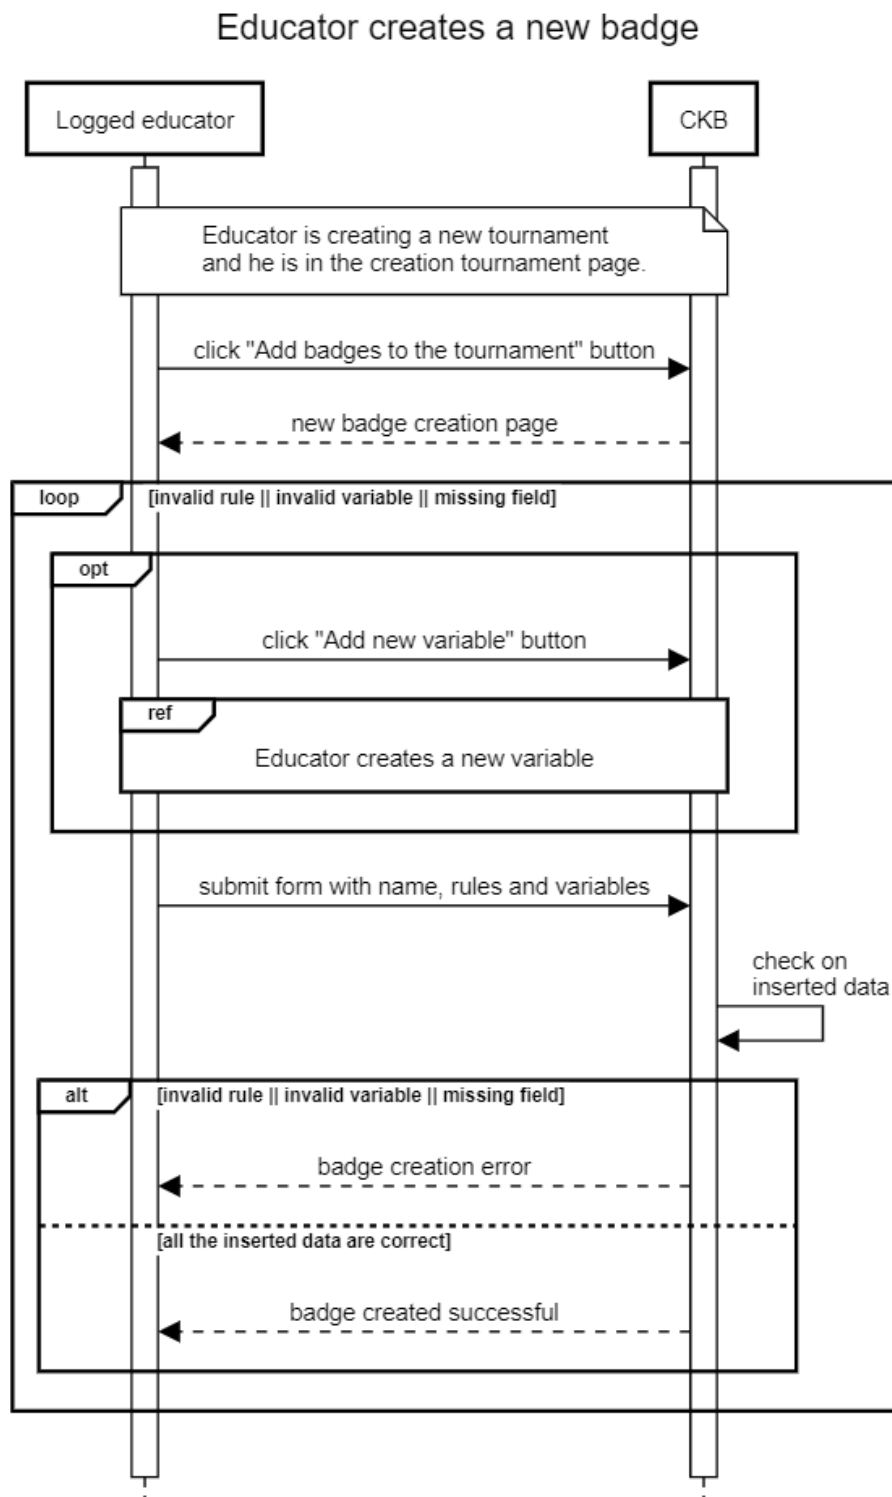 Educator creates a new badge
Logged educator
CKB
Educator is creating a new tournament
and he is in the creation tournament page.
click "Add badges to the tournament" button
new badge creation page
loop
[invalid rule || invalid variable || missing field]
opt
click "Add new variable" button
ref
Educator creates a new variable
submit form with name, rules and variables
check on
inserted data
alt
[invalid rule || invalid variable || missing field]
badge creation error
[all the inserted data are correct]
badge created successful